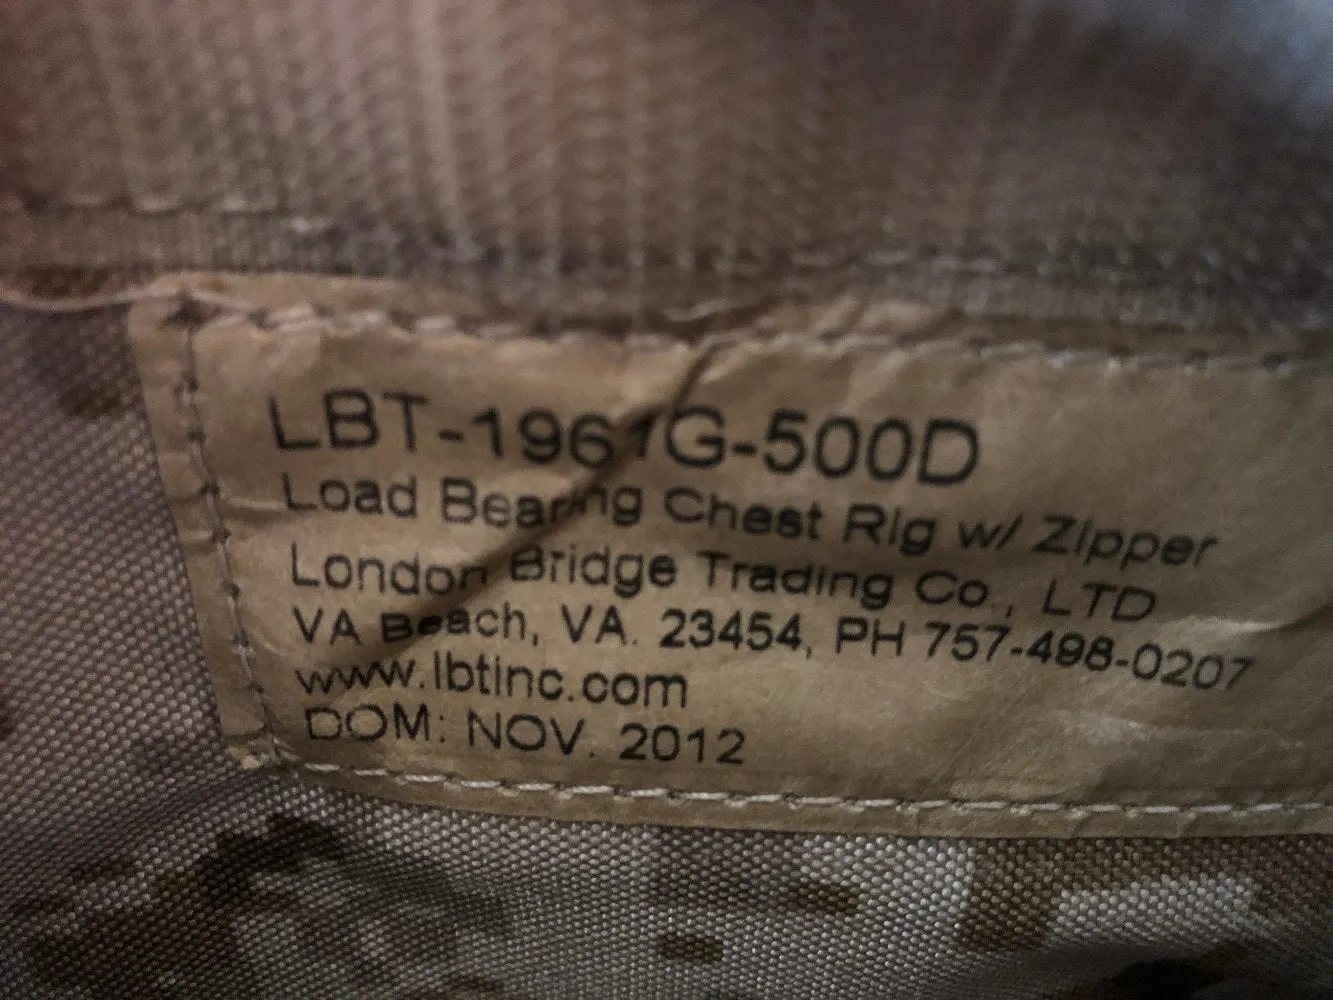 LBT-1961G-500D
Load Bearing Chest Rig w/ Zipper
London Bridge Trading Co., LTD
VA Beach, VA. 23454, PH 757-498-0207
www.lbtinc.com
DOM: NOV. 2012